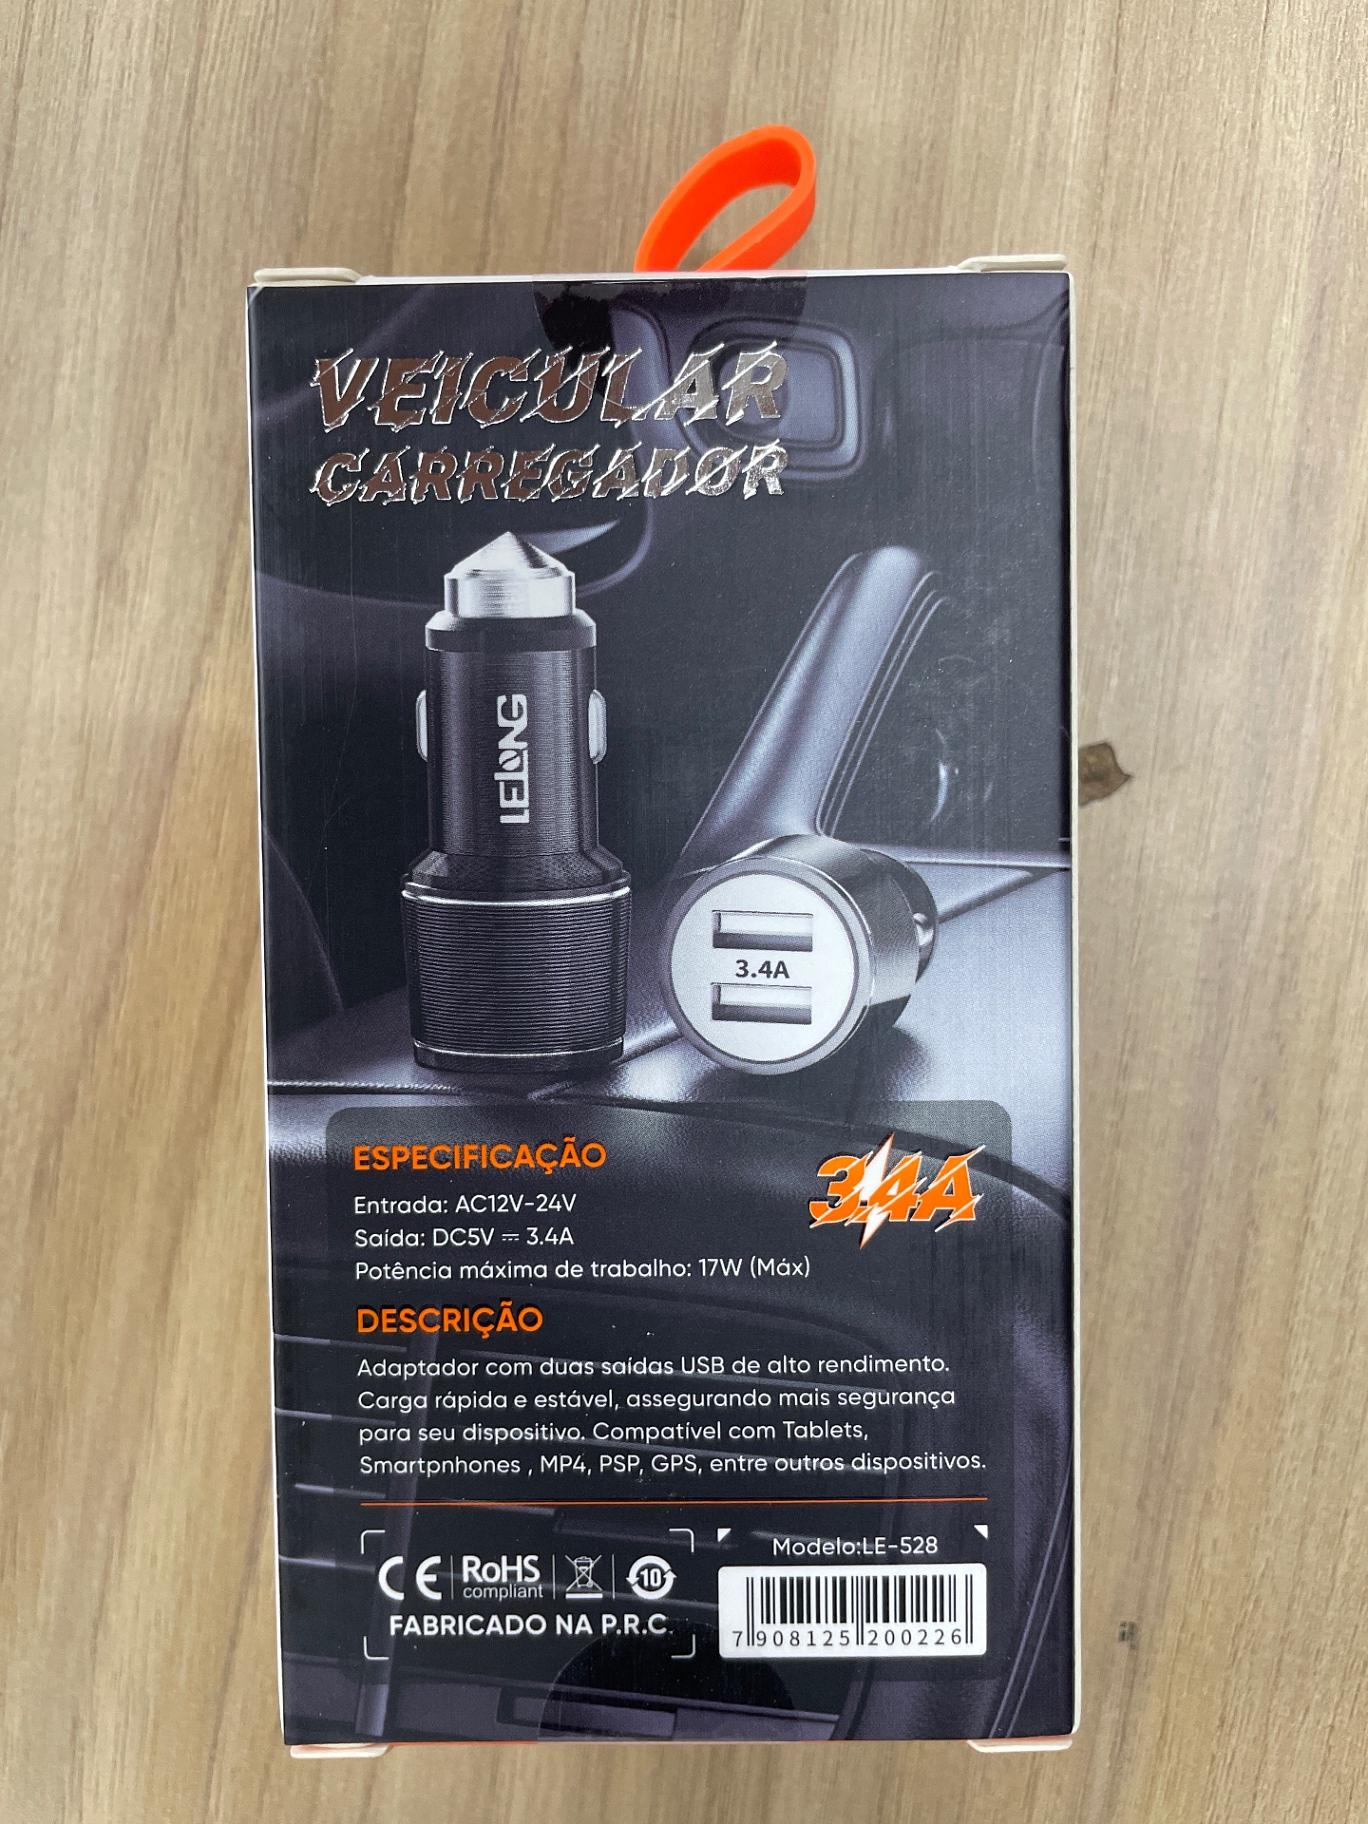 VEICULAR
CARREGADOR
LELONG
3.4A
ESPECIFICAÇÃO
3.4A
Entrada: AC12V-24V
Saída: DC5V ⎓ 3.4A
Potência máxima de trabalho: 17W (Máx)
DESCRIÇÃO
Adaptador com duas saídas USB de alto rendimento.
Carga rápida e estável, assegurando mais segurança
para seu dispositivo. Compatível com Tablets,
Smartpnhones , MP4, PSP, GPS, entre outros dispositivos.
CE RoHS compliant 10
FABRICADO NA P.R.C.
Modelo:LE-528
7 908125 200226